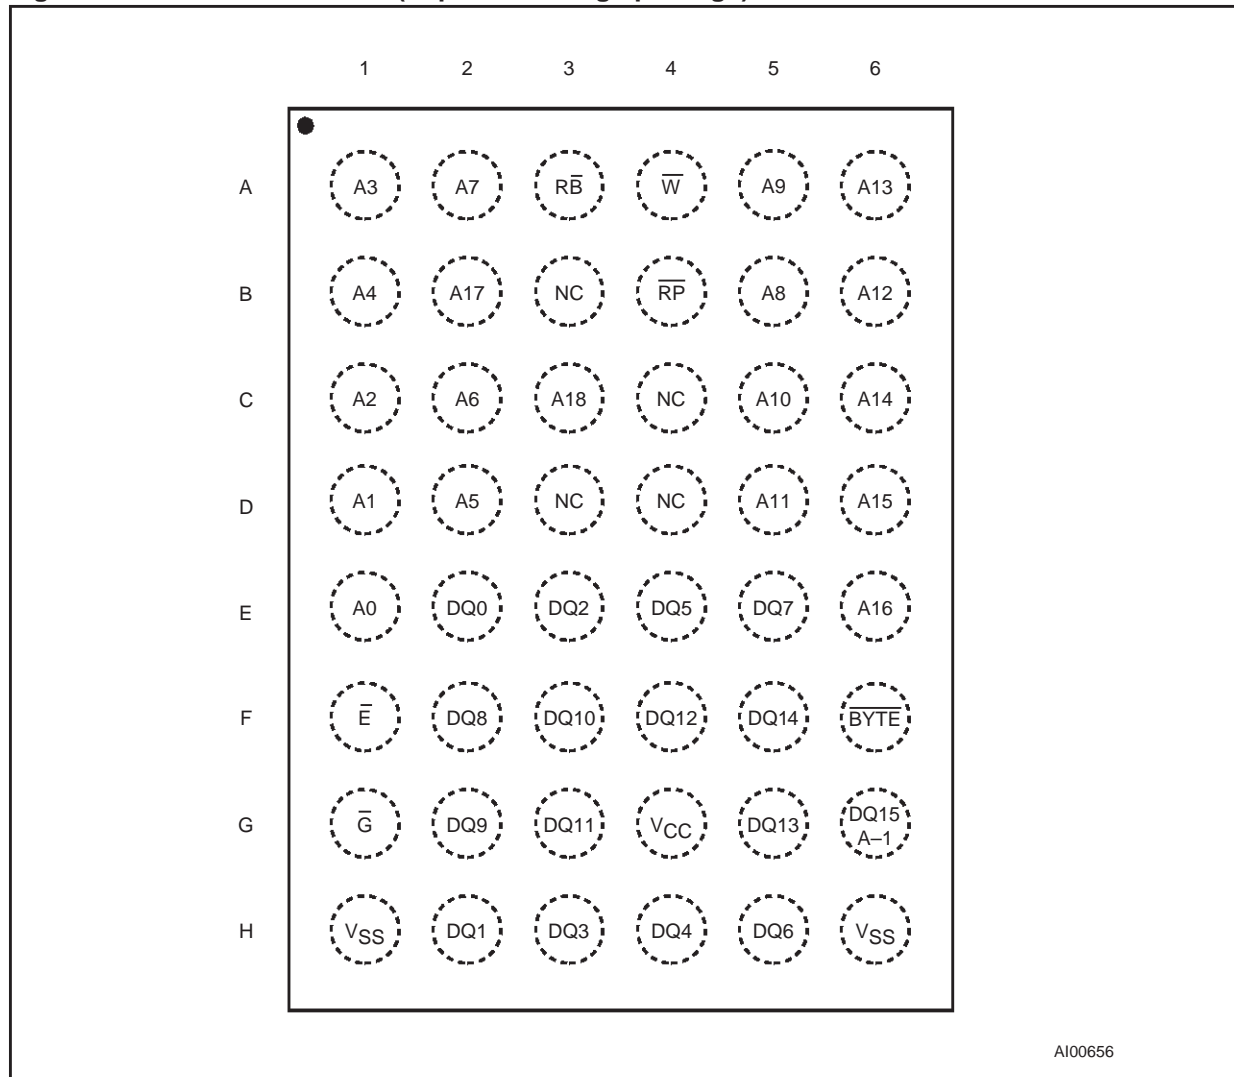 1 2 3 4 5 6
A A3 A7 RB̅ W̅ A9 A13
B A4 A17 NC R̅P̅ A8 A12
C A2 A6 A18 NC A10 A14
D A1 A5 NC NC A11 A15
E A0 DQ0 DQ2 DQ5 DQ7 A16
F E̅ DQ8 DQ10 DQ12 DQ14 B̅Y̅T̅E̅
G G̅ DQ9 DQ11 VCC DQ13 DQ15
A–1
H VSS DQ1 DQ3 DQ4 DQ6 VSS
AI00656